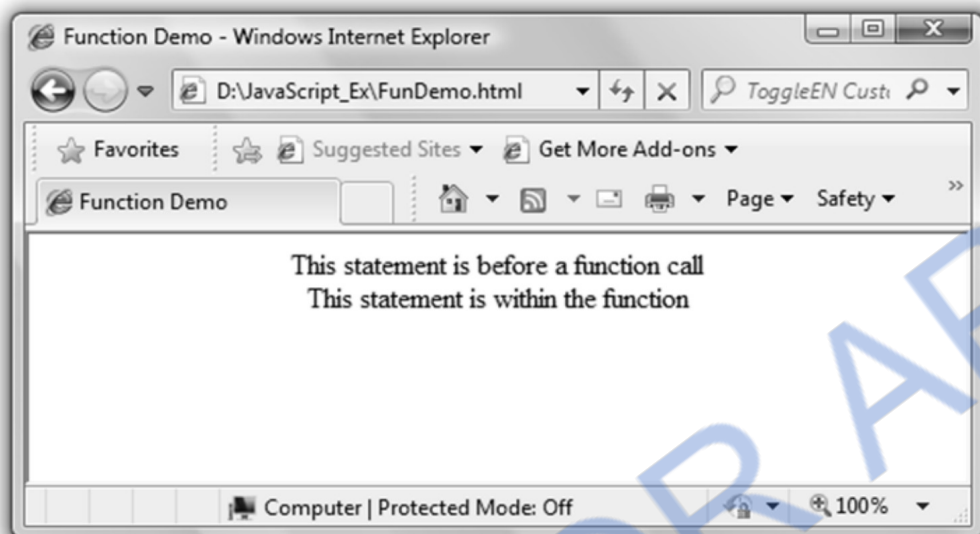 Function Demo - Windows Internet Explorer
D:\JavaScript_Ex\FunDemo.html
ToggleEN Cust
Favorites
Suggested Sites
Get More Add-ons
Function Demo
Page
Safety
This statement is before a function call
This statement is within the function
Computer | Protected Mode: Off
100%